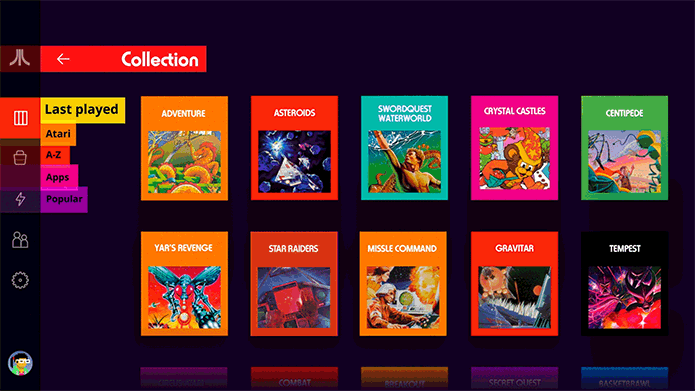 Collection
Last played
Atari
A-Z
Apps
Popular
ADVENTURE
ASTEROIDS
SWORDQUEST
WATERWORLD
CRYSTAL CASTLES
CENTIPEDE
YAR'S REVENGE
STAR RAIDERS
MISSLE COMMAND
GRAVITAR
TEMPEST
COMBAT
BREAKOUT
SECRET QUEST
BASKETBRAWL